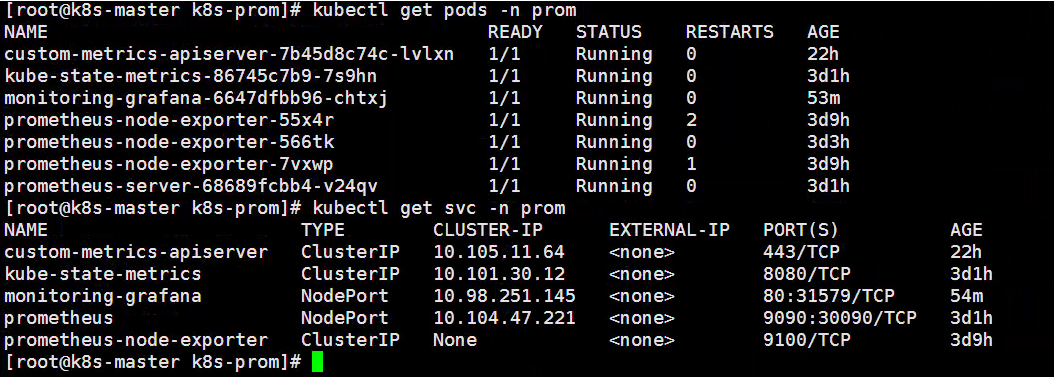 [root@k8s-master k8s-prom]# kubectl get pods -n prom
NAME READY STATUS RESTARTS AGE
custom-metrics-apiserver-7b45d8c74c-lvlxn 1/1 Running 0 22h
kube-state-metrics-86745c7b9-7s9hn 1/1 Running 0 3d1h
monitoring-grafana-6647dfbb96-chtxj 1/1 Running 0 53m
prometheus-node-exporter-55x4r 1/1 Running 2 3d9h
prometheus-node-exporter-566tk 1/1 Running 0 3d3h
prometheus-node-exporter-7vxwp 1/1 Running 1 3d9h
prometheus-server-68689fcbb4-v24qv 1/1 Running 0 3d1h
[root@k8s-master k8s-prom]# kubectl get svc -n prom
NAME TYPE CLUSTER-IP EXTERNAL-IP PORT(S) AGE
custom-metrics-apiserver ClusterIP 10.105.11.64 <none> 443/TCP 22h
kube-state-metrics ClusterIP 10.101.30.12 <none> 8080/TCP 3d1h
monitoring-grafana NodePort 10.98.251.145 <none> 80:31579/TCP 54m
prometheus NodePort 10.104.47.221 <none> 9090:30090/TCP 3d1h
prometheus-node-exporter ClusterIP None <none> 9100/TCP 3d9h
[root@k8s-master k8s-prom]#